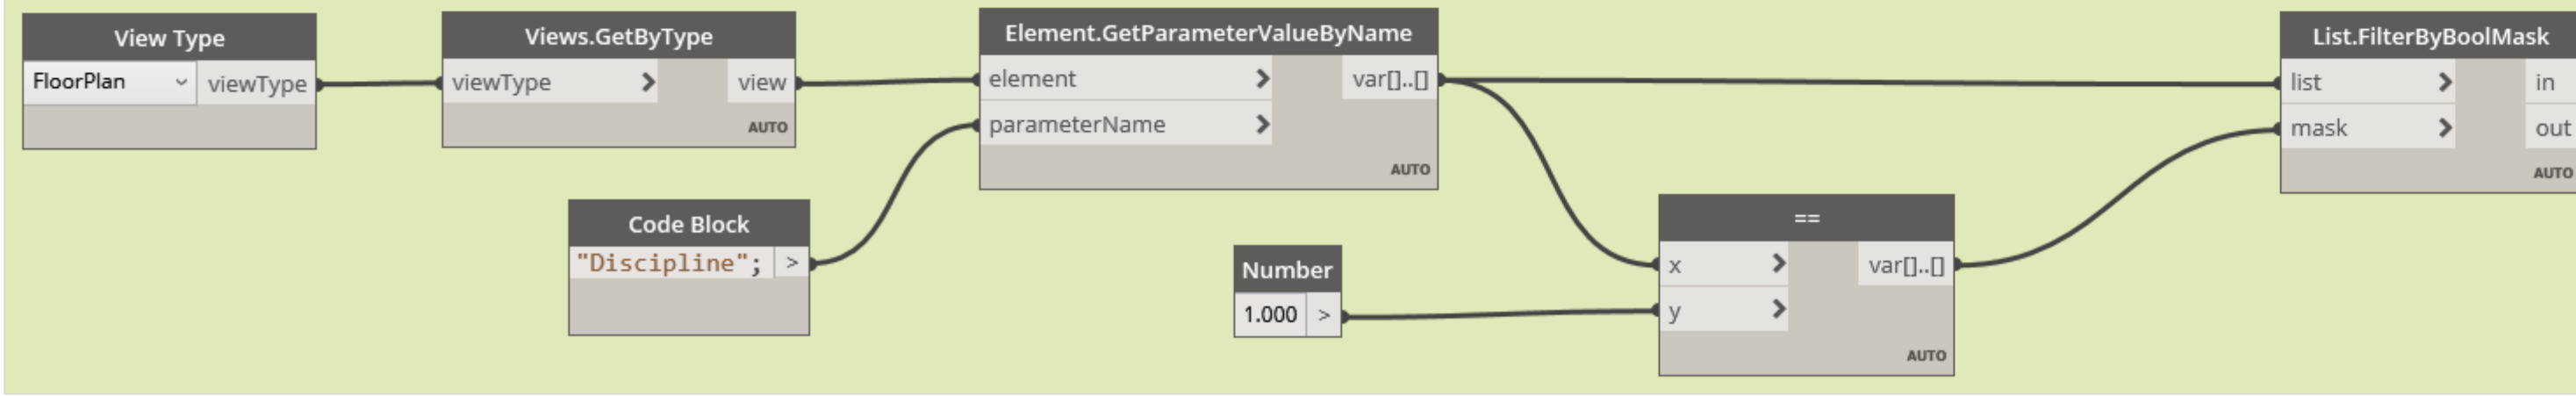 View Type
FloorPlan viewType
Views.GetByType
viewType > view
AUTO
Code Block
"Discipline"; >
Element.GetParameterValueByName
element > var[]..[]
parameterName >
AUTO
Number
1.000 >
==
x > var[]..[]
y >
AUTO
List.FilterByBoolMask
list > in
mask > out
AUTO